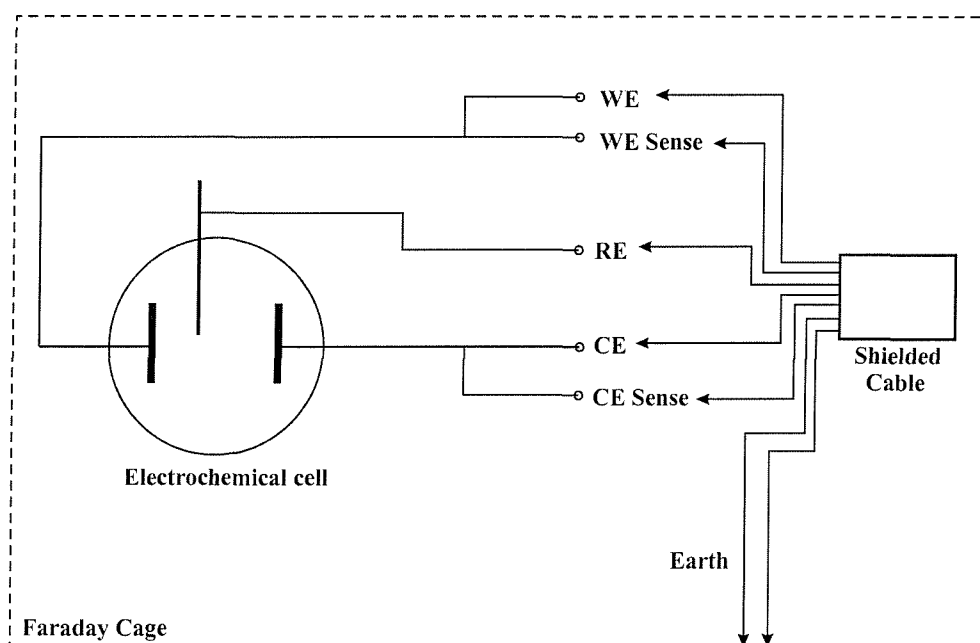 WE
WE Sense
RE
CE
CE Sense
Shielded
Cable
Electrochemical cell
Earth
Faraday Cage